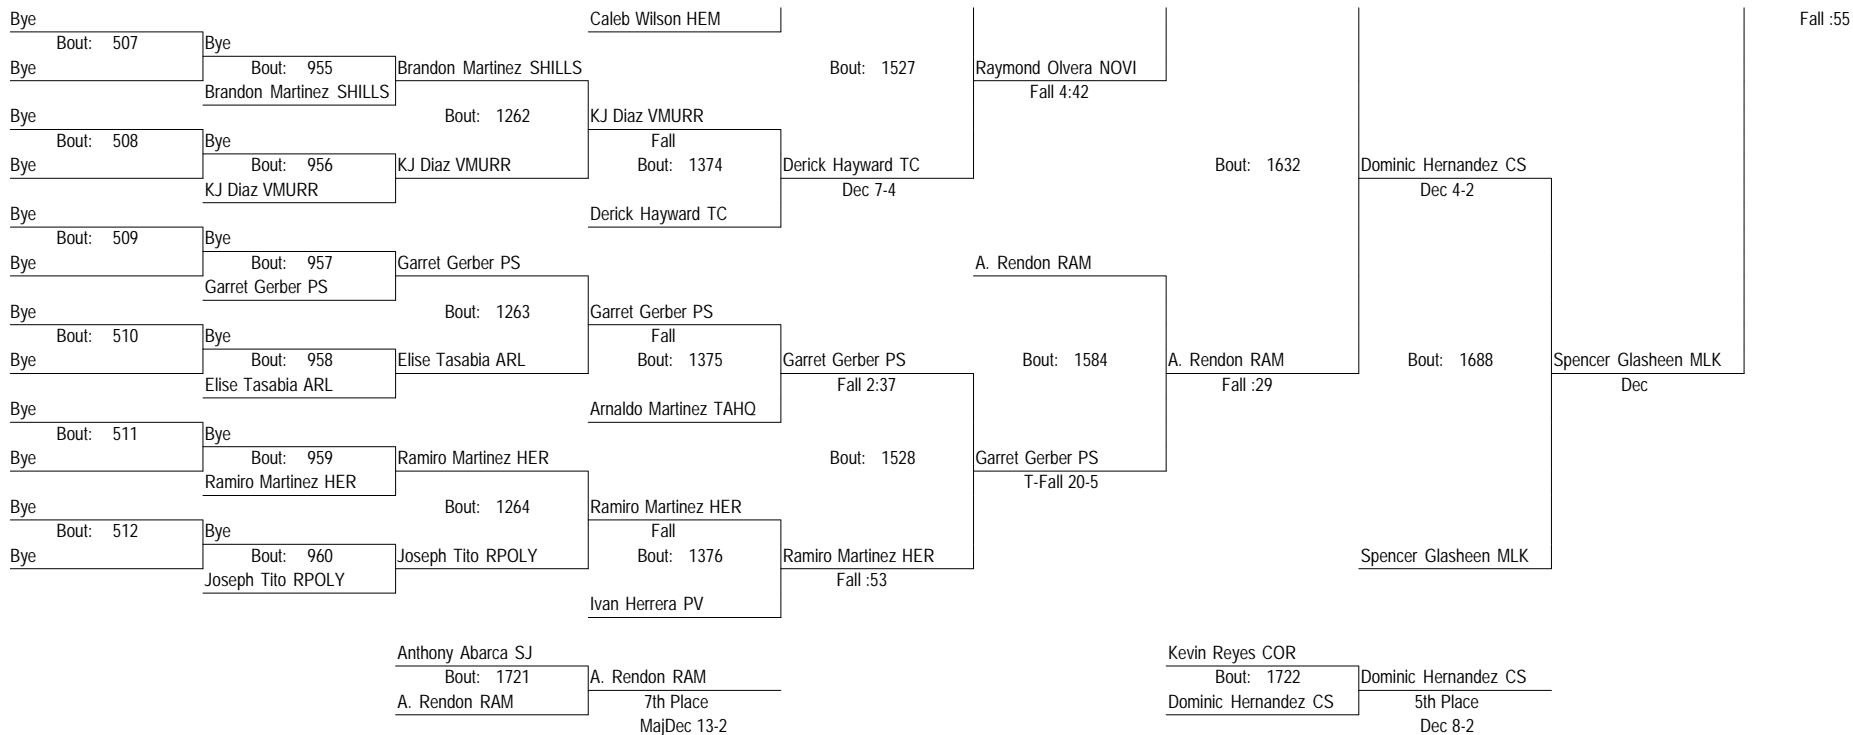 Bye Caleb Wilson HEM Fall :55
Bout: 507 Bye
Bye Bout: 955 Brandon Martinez SHILLS Bout: 1527 Raymond Olvera NOVI
Brandon Martinez SHILLS Fall 4:42
Bye Bout: 1262 KJ Diaz VMURR
Bout: 508 Bye Fall
Bye Bout: 956 KJ Diaz VMURR Bout: 1374 Derick Hayward TC Bout: 1632 Dominic Hernandez CS
KJ Diaz VMURR Dec 7-4 Dec 4-2
Bye Derick Hayward TC
Bout: 509 Bye
Bye Bout: 957 Garret Gerber PS A. Rendon RAM
Garret Gerber PS
Bye Bout: 1263 Garret Gerber PS
Bout: 510 Bye Fall
Bye Bout: 958 Elise Tasabia ARL Bout: 1375 Garret Gerber PS Bout: 1584 A. Rendon RAM Bout: 1688 Spencer Glasheen MLK
Elise Tasabia ARL Fall 2:37 Fall :29 Dec
Bye Arnaldo Martinez TAHQ
Bout: 511 Bye
Bye Bout: 959 Ramiro Martinez HER Bout: 1528 Garret Gerber PS
Ramiro Martinez HER T-Fall 20-5
Bye Bout: 1264 Ramiro Martinez HER
Bout: 512 Bye Fall
Bye Bout: 960 Joseph Tito RPOLY Bout: 1376 Ramiro Martinez HER Spencer Glasheen MLK
Joseph Tito RPOLY Fall :53
Ivan Herrera PV
Anthony Abarca SJ Kevin Reyes COR
Bout: 1721 A. Rendon RAM Bout: 1722 Dominic Hernandez CS
A. Rendon RAM 7th Place Dominic Hernandez CS 5th Place
MajDec 13-2 Dec 8-2